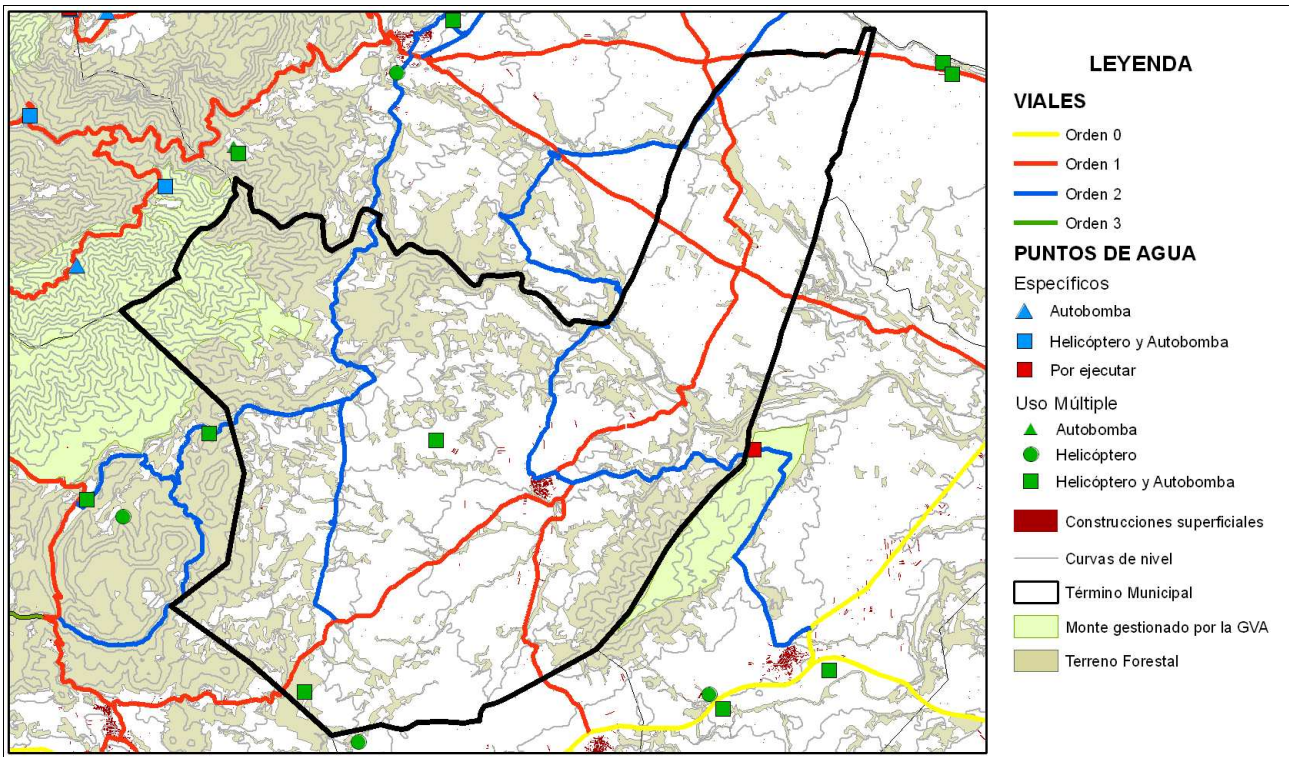 LEYENDA
VIALES
Orden 0
Orden 1
Orden 2
Orden 3
PUNTOS DE AGUA
Específicos
Autobomba
Helicóptero y Autobomba
Por ejecutar
Uso Múltiple
Autobomba
Helicóptero
Helicóptero y Autobomba
Construcciones superficiales
Curvas de nivel
Término Municipal
Monte gestionado por la GVA
Terreno Forestal